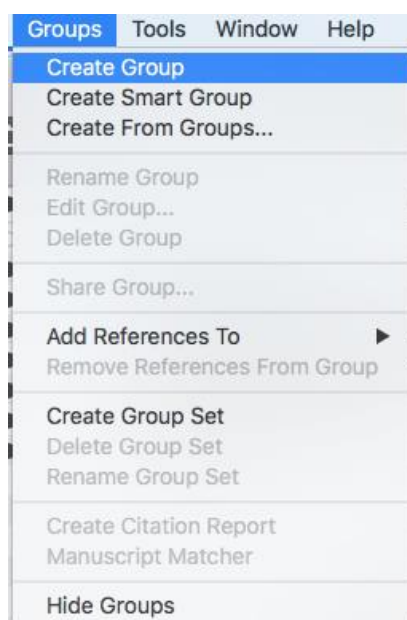 Groups Tools Window Help
Create Group
Create Smart Group
Create From Groups...
Rename Group
Edit Group...
Delete Group
Share Group...
Add References To
Remove References From Group
Create Group Set
Delete Group Set
Rename Group Set
Create Citation Report
Manuscript Matcher
Hide Groups